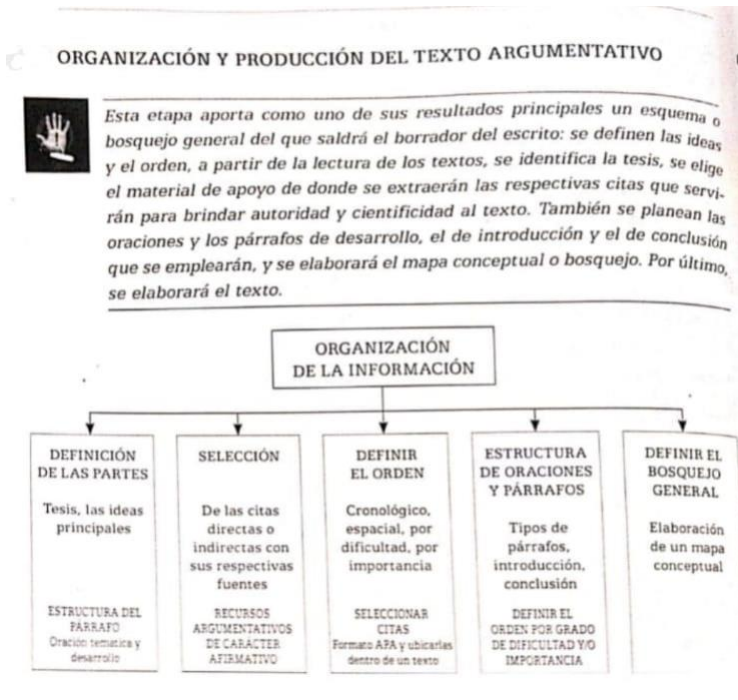 ORGANIZACIÓN Y PRODUCCIÓN DEL TEXTO ARGUMENTATIVO
Esta etapa aporta como uno de sus resultados principales un esquema o
bosquejo general del que saldrá el borrador del escrito: se definen las ideas
y el orden, a partir de la lectura de los textos, se identifica la tesis, se elige
el material de apoyo de donde se extraerán las respectivas citas que servi-
rán para brindar autoridad y cientificidad al texto. También se planean las
oraciones y los párrafos de desarrollo, el de introducción y el de conclusión
que se emplearán, y se elaborará el mapa conceptual o bosquejo. Por último,
se elaborará el texto.
ORGANIZACIÓN
DE LA INFORMACIÓN
DEFINICIÓN
DE LAS PARTES
Tesis, las ideas
principales
ESTRUCTURA DEL
PÁRRAFO
Oración temática y
desarrollo
SELECCIÓN
De las citas
directas o
indirectas con
sus respectivas
fuentes
RECURSOS
ARGUMENTATIVOS
DE CARÁCTER
AFIRMATIVO
DEFINIR
EL ORDEN
Cronológico,
espacial, por
dificultad, por
importancia
SELECCIONAR
CITAS
Formato APA y ubicarlas
dentro de un texto
ESTRUCTURA
DE ORACIONES
Y PÁRRAFOS
Tipos de
párrafos,
introducción,
conclusión
DEFINIR EL
ORDEN POR GRADO
DE DIFICULTAD Y/O
IMPORTANCIA
DEFINIR EL
BOSQUEJO
GENERAL
Elaboración
de un mapa
conceptual